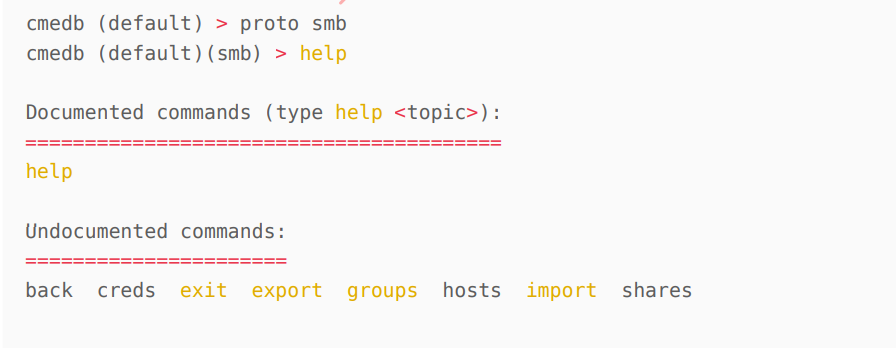 cmedb (default) > proto smb
cmedb (default)(smb) > help
Documented commands (type help <topic>):
========================================
help
Undocumented commands:
======================
back  creds  exit  export  groups  hosts  import  shares